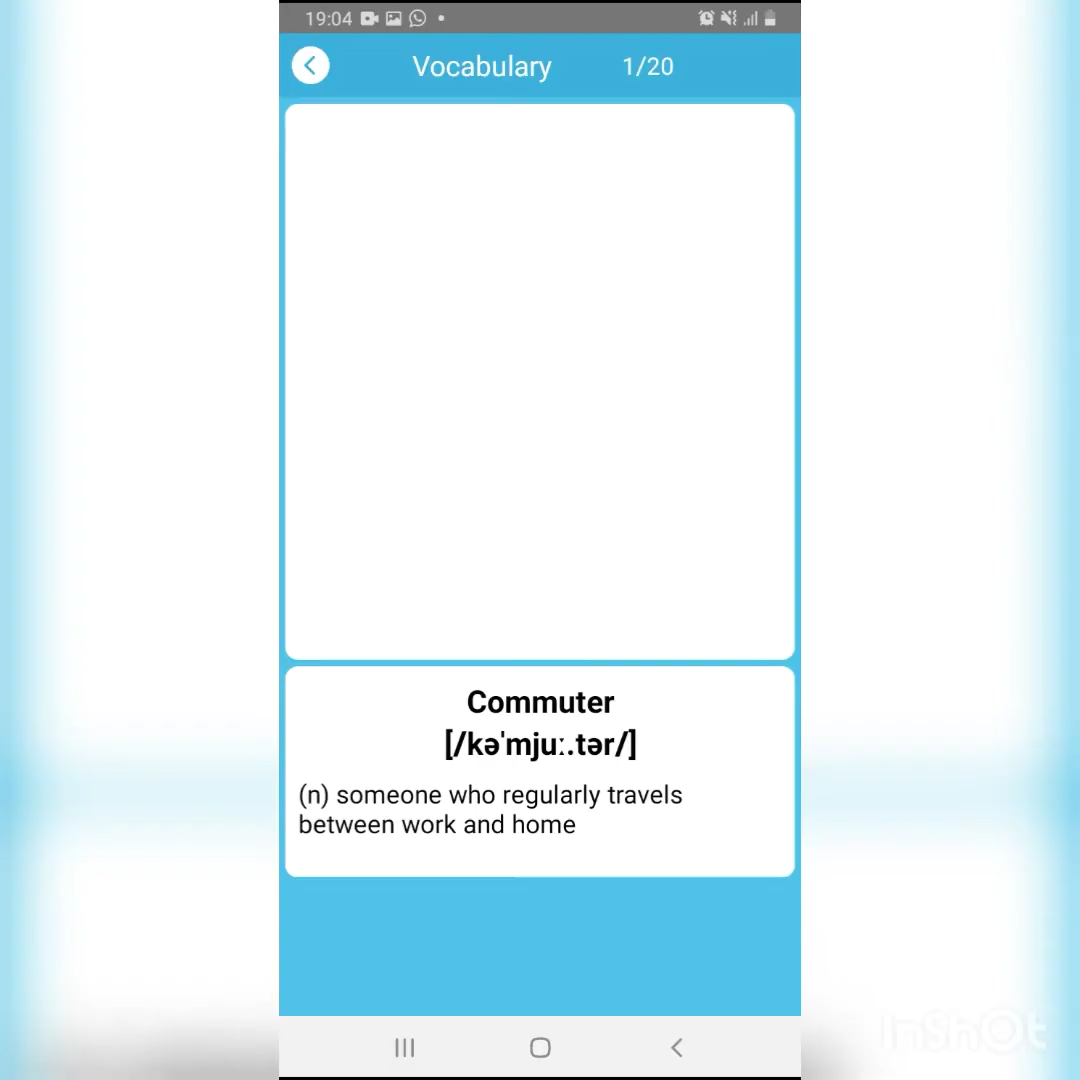 19:04
Vocabulary 1/20
Commuter
[/kəˈmjuː.tər/]
(n) someone who regularly travels
between work and home
InShOt